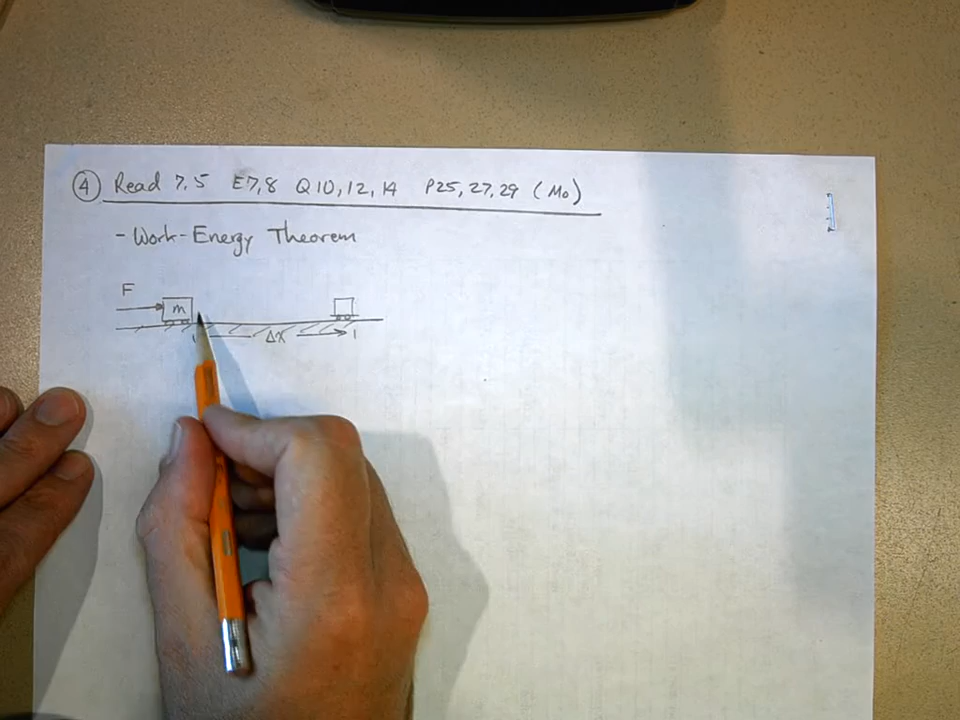 ④ Read 7.5 E7,8 Q10,12,14 P25,27,29 (Mo)
- Work-Energy Theorem
F
m
Δx